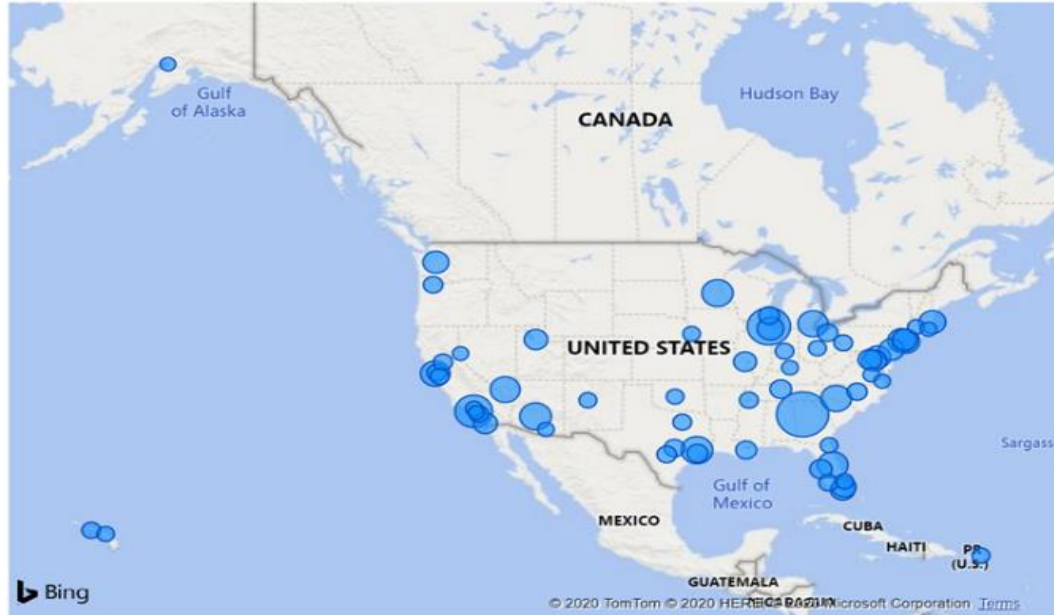 Gulf
of Alaska
Hudson Bay
CANADA
UNITED STATES
Sargass
Gulf of
Mexico
MEXICO
CUBA
HAITI
PR
(U.S.)
GUATEMALA
Bing
© 2020 TomTom © 2020 HERE © 2020 Microsoft Corporation Terms